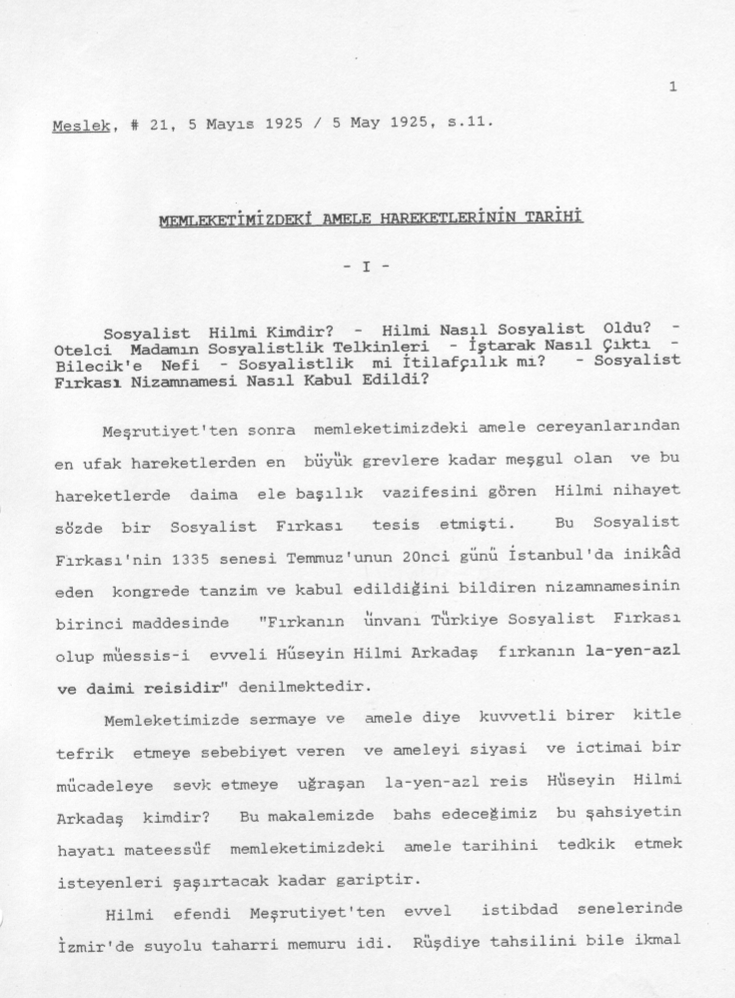 1
Meslek, # 21, 5 Mayıs 1925 / 5 May 1925, s.11.
MEMLEKETİMİZDEKİ AMELE HAREKETLERİNİN TARİHİ
- I -
Sosyalist Hilmi Kimdir? - Hilmi Nasıl Sosyalist Oldu? -
Otelci Madamın Sosyalistlik Telkinleri - İştarak Nasıl Çıktı -
Bilecik'e Nefi - Sosyalistlik mi İtilafçılık mı? - Sosyalist
Fırkası Nizamnamesi Nasıl Kabul Edildi?
Meşrutiyet'ten sonra memleketimizdeki amele cereyanlarından
en ufak hareketlerden en büyük grevlere kadar meşgul olan ve bu
hareketlerde daima ele başılık vazifesini gören Hilmi nihayet
sözde bir Sosyalist Fırkası tesis etmişti. Bu Sosyalist
Fırkası'nin 1335 senesi Temmuz'unun 20nci günü İstanbul'da inikâd
eden kongrede tanzim ve kabul edildiğini bildiren nizamnamesinin
birinci maddesinde "Fırkanın ünvanı Türkiye Sosyalist Fırkası
olup müessis-i evveli Hüseyin Hilmi Arkadaş fırkanın la-yen-azl
ve daimi reisidir" denilmektedir.
Memleketimizde sermaye ve amele diye kuvvetli birer kitle
tefrik etmeye sebebiyet veren ve ameleyi siyasi ve ictimai bir
mücadeleye sevk etmeye uğraşan la-yen-azl reis Hüseyin Hilmi
Arkadaş kimdir? Bu makalemizde bahs edeceğimiz bu şahsiyetin
hayatı mateessüf memleketimizdeki amele tarihini tedkik etmek
isteyenleri şaşırtacak kadar gariptir.
Hilmi efendi Meşrutiyet'ten evvel istibdad senelerinde
İzmir'de suyolu taharri memuru idi. Rüşdiye tahsilini bile ikmal